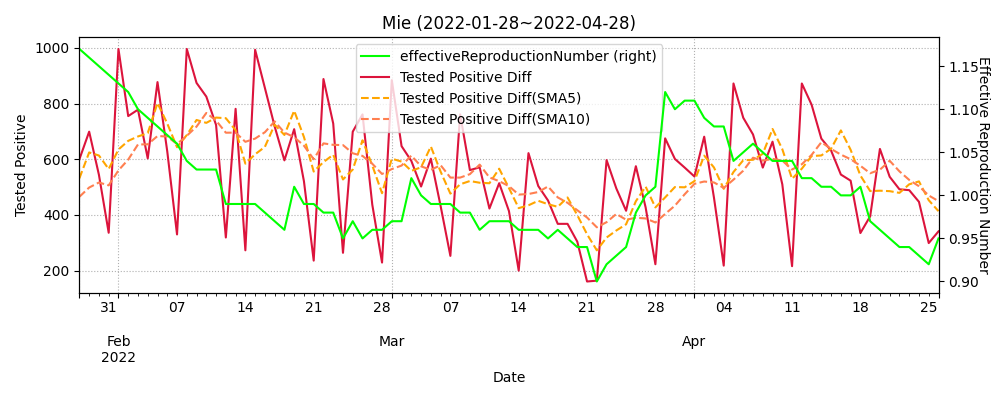 Mie (2022-01-28~2022-04-28)
effectiveReproductionNumber (right)
Tested Positive Diff
Tested Positive Diff(SMA5)
Tested Positive Diff(SMA10)
Tested Positive
1000
800
600
400
200
Effective Reproduction Number
1.15
1.10
1.05
1.00
0.95
0.90
31 07 14 21 28 07 14 21 28 04 11 18 25
Feb Mar Apr
2022
Date